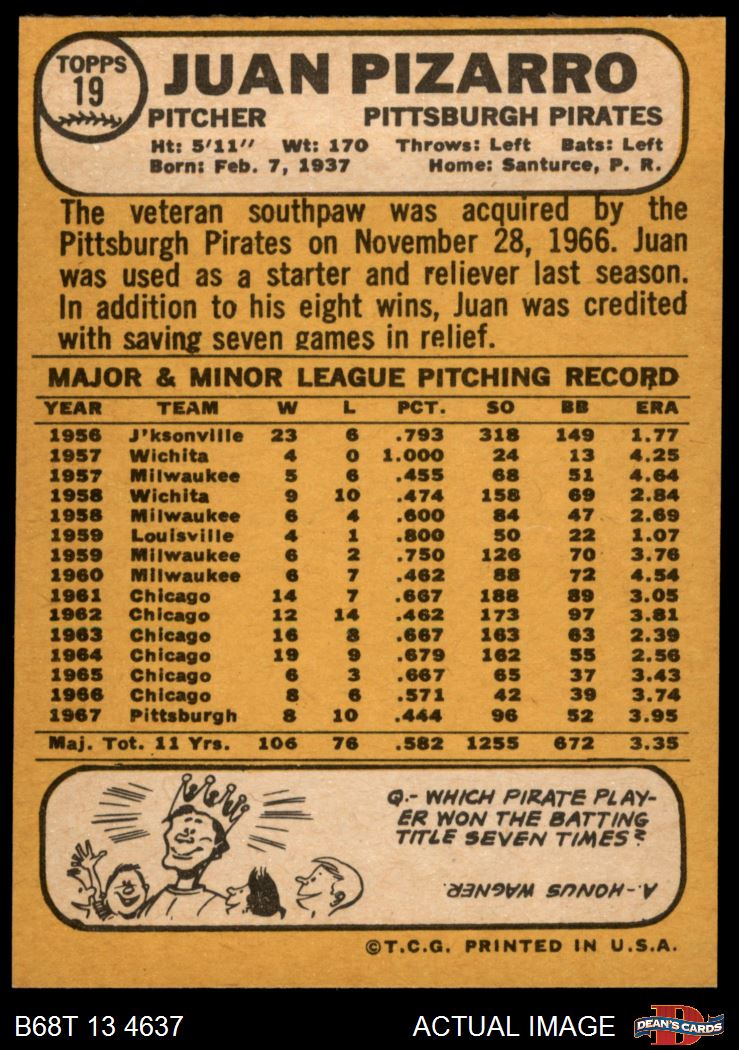 TOPPS
19
JUAN PIZARRO
PITCHER PITTSBURGH PIRATES
Ht: 5'11" Wt: 170 Throws: Left Bats: Left
Born: Feb. 7, 1937 Home: Santurce, P. R.
The veteran southpaw was acquired by the
Pittsburgh Pirates on November 28, 1966. Juan
was used as a starter and reliever last season.
In addition to his eight wins, Juan was credited
with saving seven games in relief.
MAJOR & MINOR LEAGUE PITCHING RECORD
YEAR TEAM W L PCT. SO BB ERA
1956 J'ksonville 23 6 .793 318 149 1.77
1957 Wichita 4 0 1.000 24 13 4.25
1957 Milwaukee 5 6 .455 68 51 4.64
1958 Wichita 9 10 .474 158 69 2.84
1958 Milwaukee 6 4 .600 84 47 2.69
1959 Louisville 4 1 .800 50 22 1.07
1959 Milwaukee 6 2 .750 126 70 3.76
1960 Milwaukee 6 7 .462 88 72 4.54
1961 Chicago 14 7 .667 188 89 3.05
1962 Chicago 12 14 .462 173 97 3.81
1963 Chicago 16 8 .667 163 63 2.39
1964 Chicago 19 9 .679 162 55 2.56
1965 Chicago 6 3 .667 65 37 3.43
1966 Chicago 8 6 .571 42 39 3.74
1967 Pittsburgh 8 10 .444 96 52 3.95
Maj. Tot. 11 Yrs. 106 76 .582 1255 672 3.35
Q.- WHICH PIRATE PLAY-
ER WON THE BATTING
TITLE SEVEN TIMES?
A.-HONUS WAGNER.
©T.C.G. PRINTED IN U.S.A.
B68T 13 4637 ACTUAL IMAGE DEAN'S CARDS